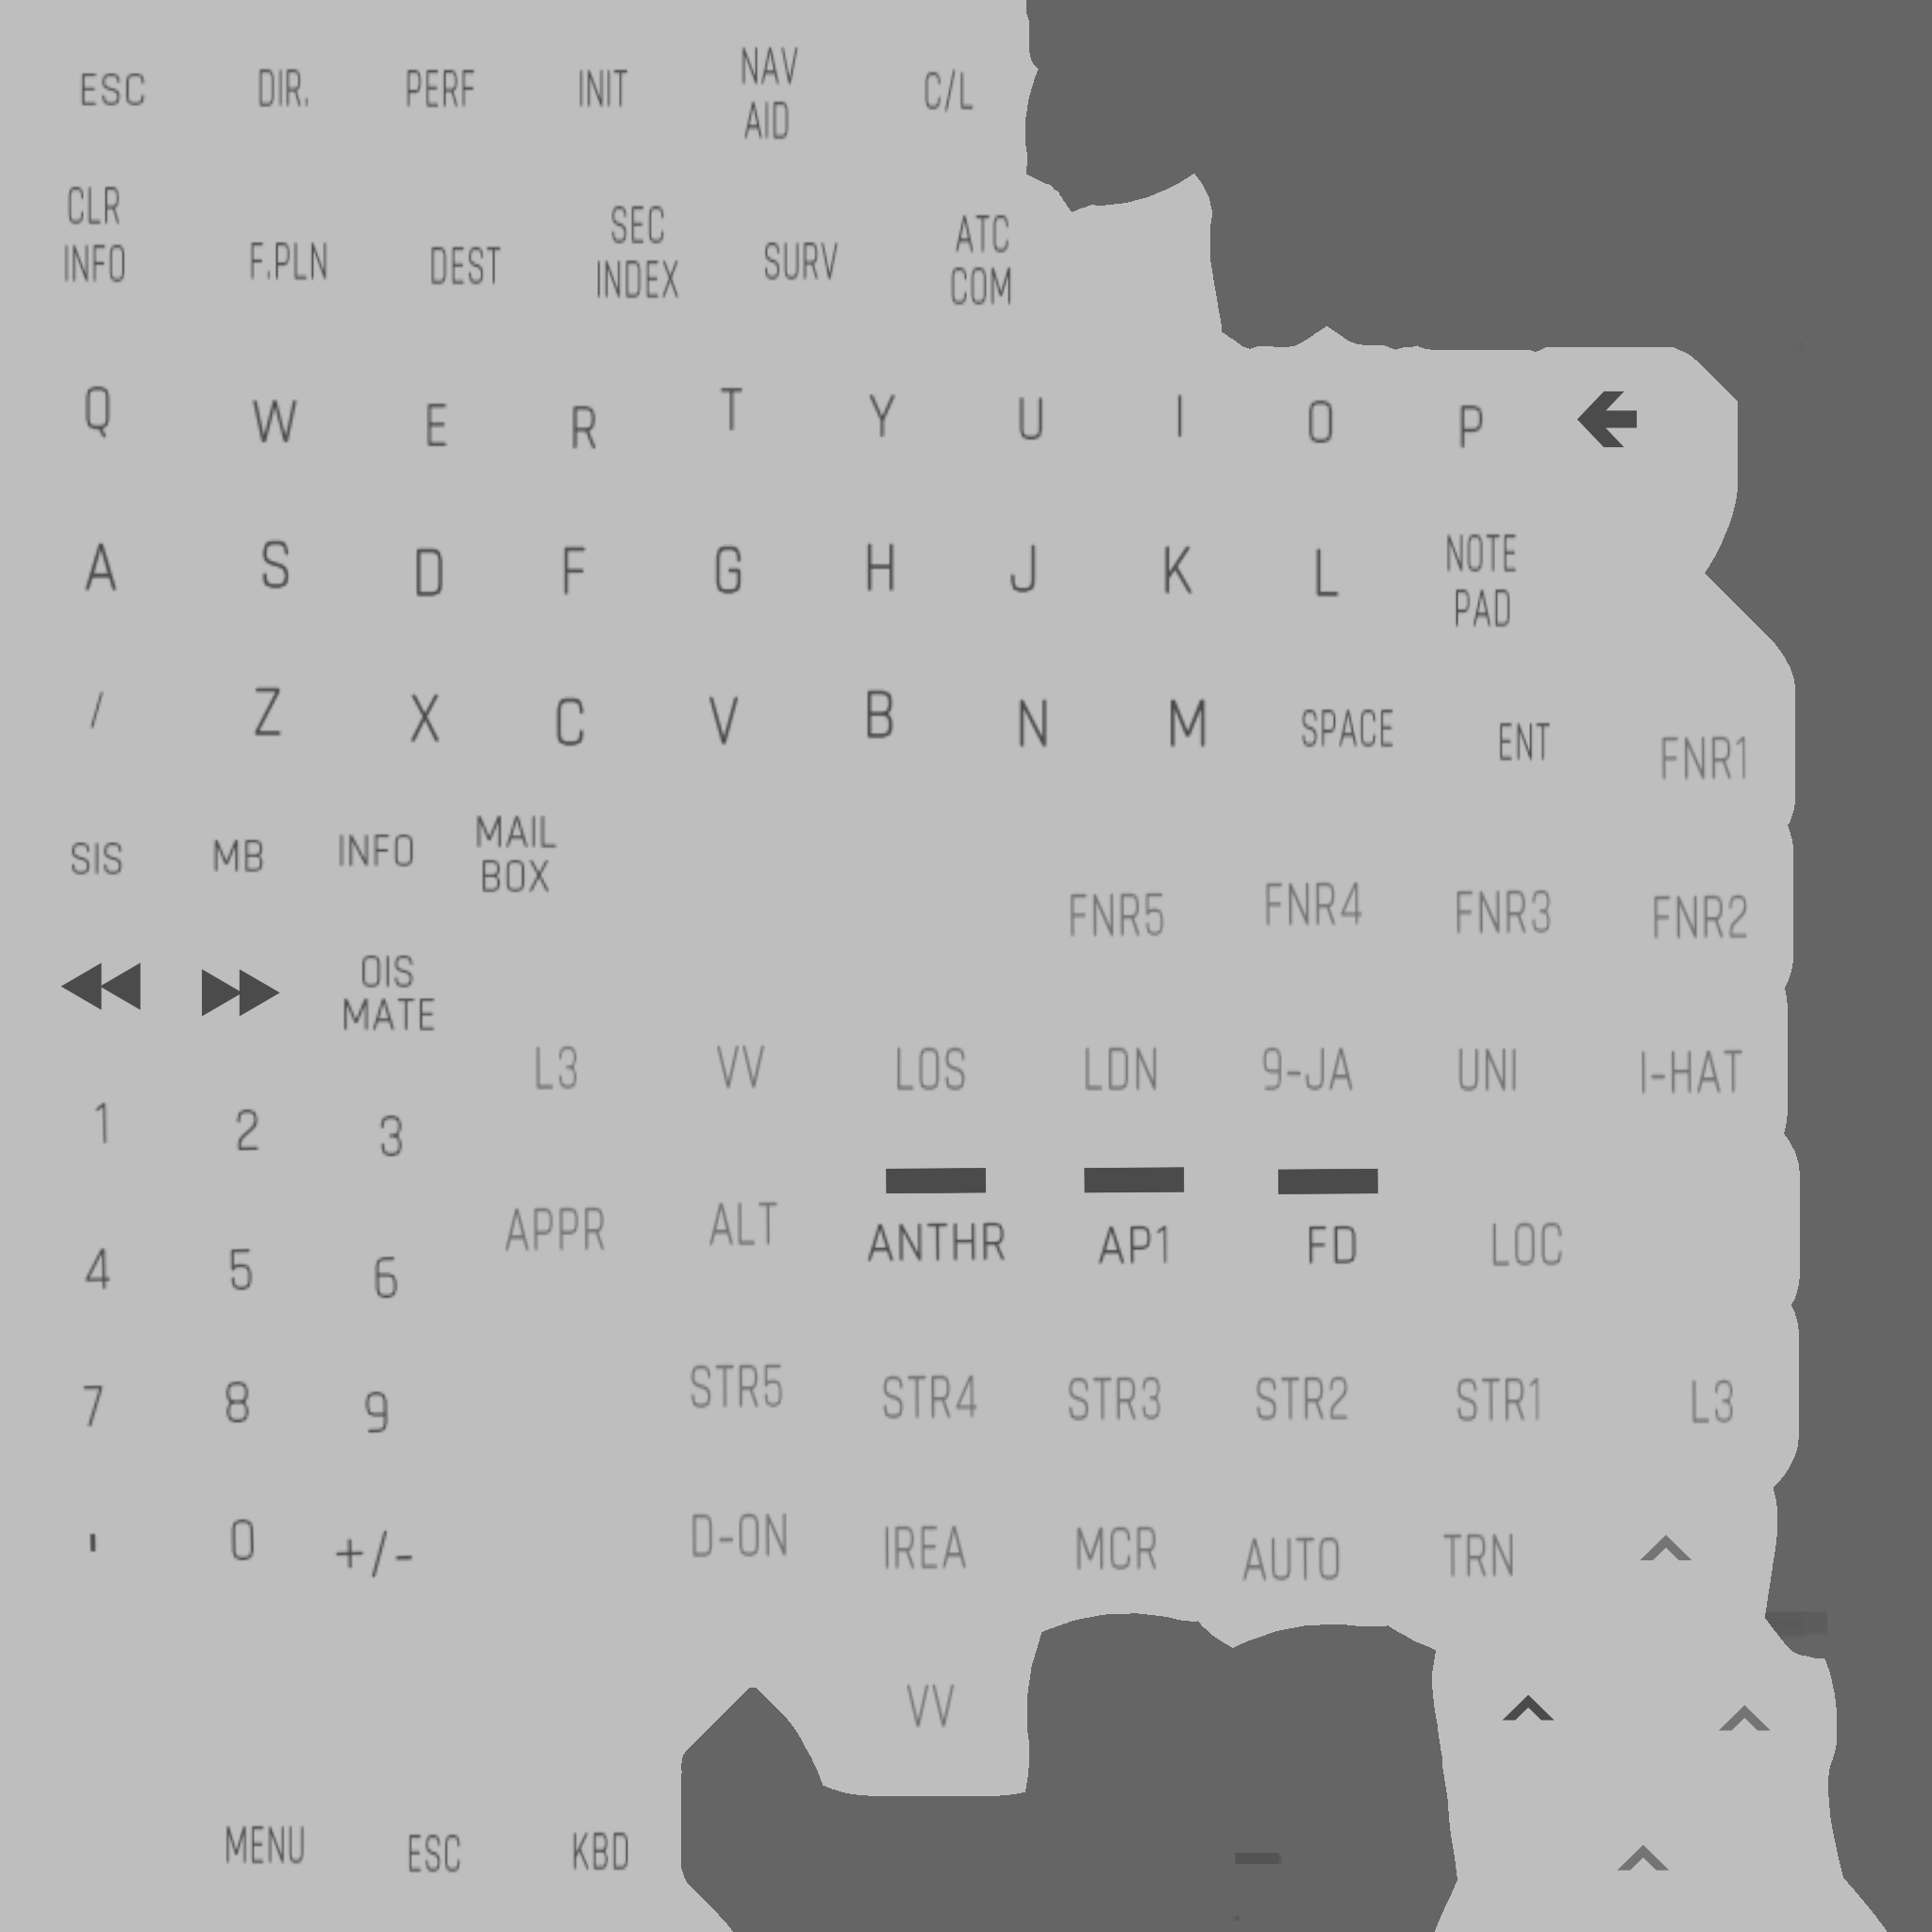 ESC DIR. PERF INIT NAV AID C/L
CLR INFO F.PLN DEST SEC INDEX SURV ATC COM
Q W E R T Y U I O P
A S D F G H J K L NOTE PAD
/ Z X C V B N M SPACE ENT FNR1
SIS MB INFO MAIL BOX FNR5 FNR4 FNR3 FNR2
OIS MATE
L3 VV LOS LDN 9-JA UNI I-HAT
1 2 3
APPR ALT ANTHR AP1 FD LOC
4 5 6
7 8 9 STR5 STR4 STR3 STR2 STR1 L3
' 0 +/- D-ON IREA MCR AUTO TRN
VV
MENU ESC KBD